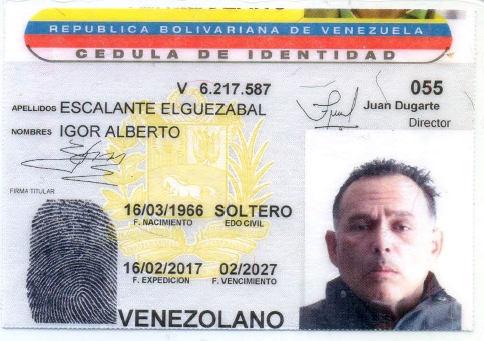 REPUBLICA BOLIVARIANA DE VENEZUELA
CEDULA DE IDENTIDAD
V 6.217.587
055
APELLIDOS ESCALANTE ELGUEZABAL
Juan Dugarte
Director
NOMBRES IGOR ALBERTO
FIRMA TITULAR
16/03/1966 SOLTERO
F. NACIMIENTO EDO CIVIL
16/02/2017 02/2027
F. EXPEDICION F. VENCIMIENTO
VENEZOLANO